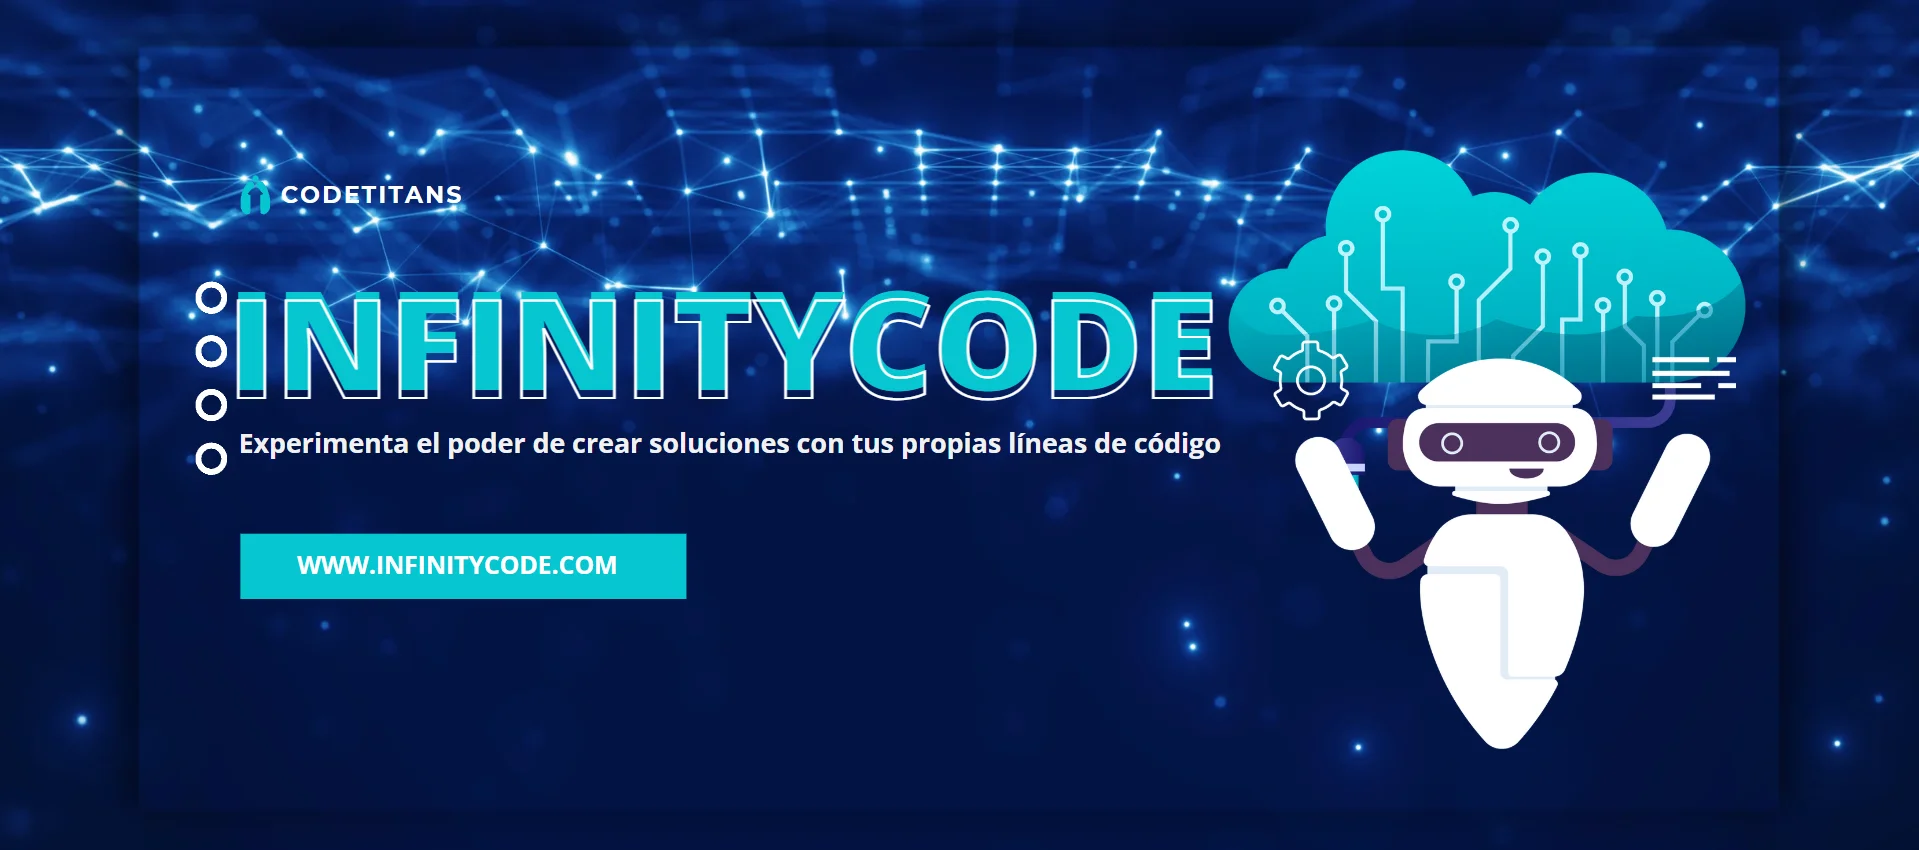 CODETITANS
INFINITYCODE
Experimenta el poder de crear soluciones con tus propias líneas de código
WWW.INFINITYCODE.COM